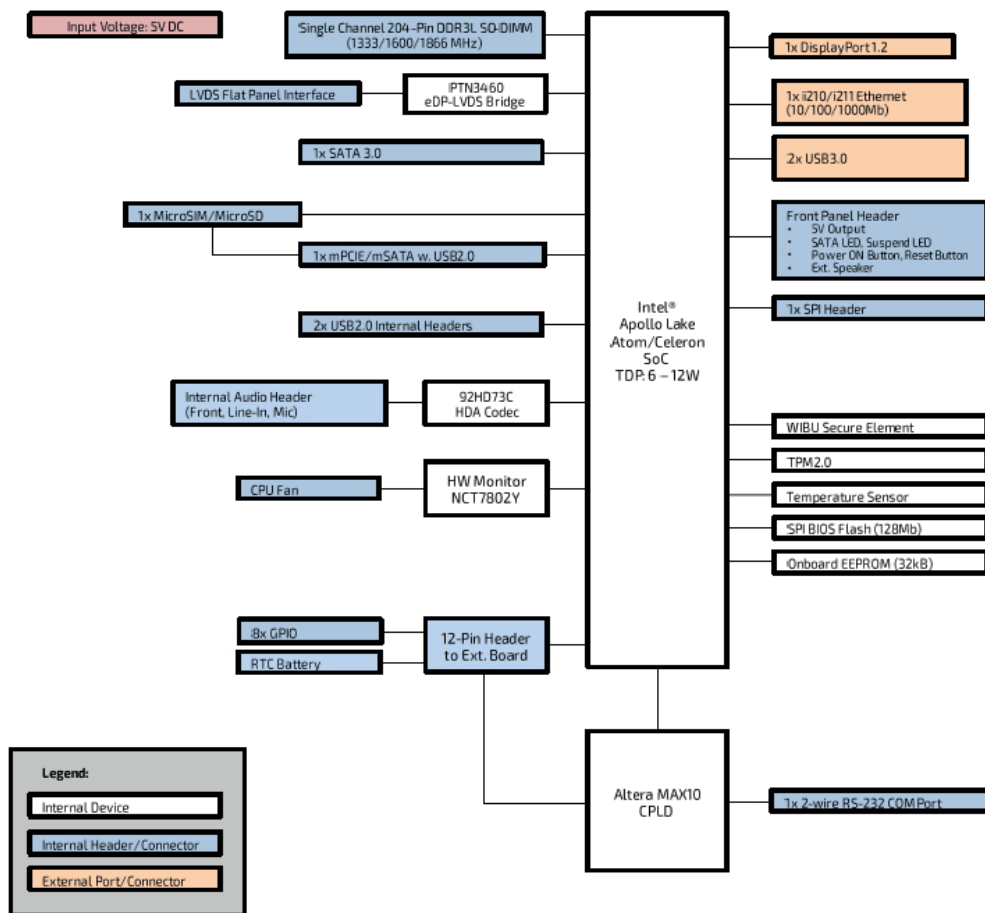 Input Voltage: 5V DC
Single Channel 204-Pin DDR3L SO-DIMM
(1333/1600/1866 MHz)
LVDS Flat Panel Interface
IPTN3460
eDP-LVDS Bridge
1x SATA 3.0
1x MicroSIM/MicroSD
1x mPCIE/mSATA w. USB2.0
2x USB2.0 Internal Headers
Internal Audio Header
(Front, Line-In, Mic)
92HD73C
HDA Codec
CPU Fan
HW Monitor
NCT7802Y
8x GPIO
RTC Battery
12-Pin Header
to Ext. Board
Intel®
Apollo Lake
Atom/Celeron
SoC
TDP: 6 – 12W
Altera MAX10
CPLD
1x DisplayPort 1.2
1x i210/i211 Ethernet
(10/100/1000Mb)
2x USB3.0
Front Panel Header
• 5V Output
• SATA LED, Suspend LED
• Power ON Button, Reset Button
• Ext. Speaker
1x SPI Header
WIBU Secure Element
TPM2.0
Temperature Sensor
SPI BIOS Flash (128Mb)
Onboard EEPROM (32kB)
1x 2-wire RS-232 COM Port
Legend:
Internal Device
Internal Header/Connector
External Port/Connector